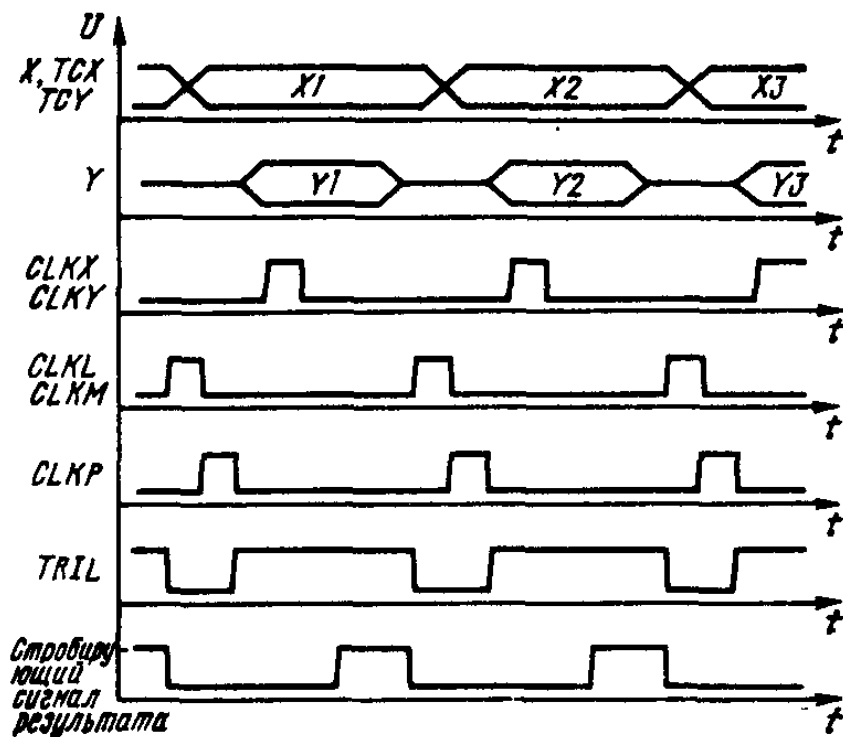 U
X, TCX
TCY
X1
X2
X3
t
Y
Y1
Y2
Y3
t
CLKX
CLKY
t
CLKL
CLKM
t
CLKP
t
TRIL
t
Стробиру
ющий
сигнал
результата
t